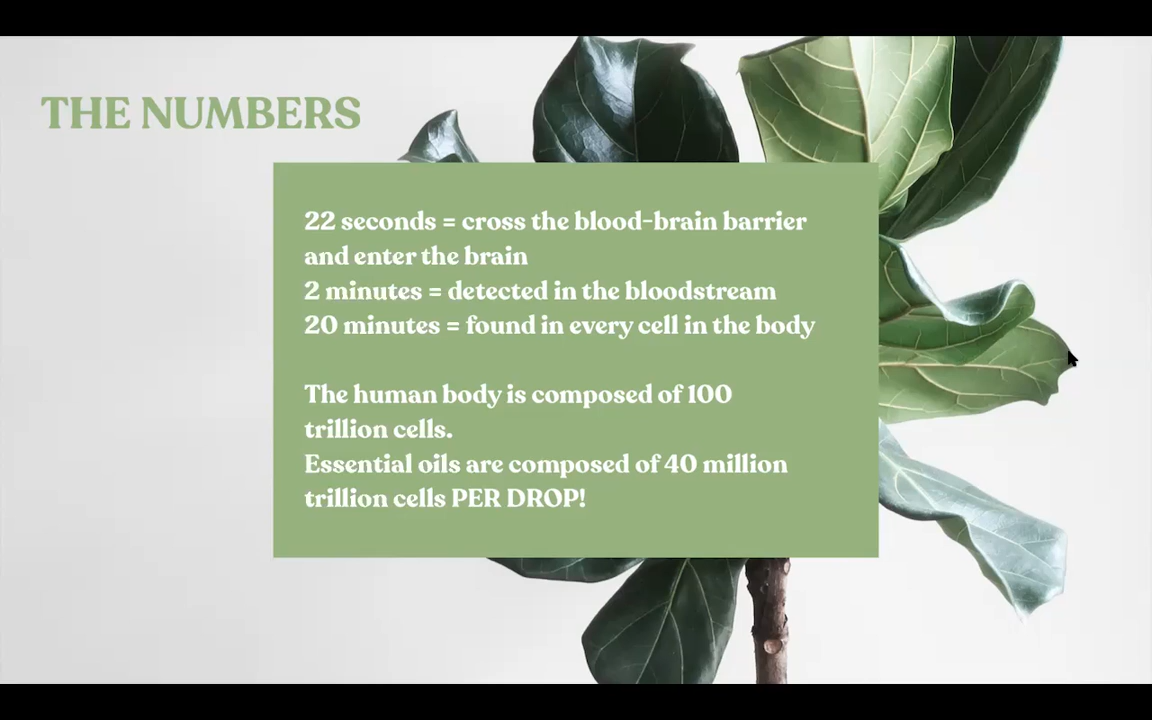 THE NUMBERS
22 seconds = cross the blood-brain barrier
and enter the brain
2 minutes = detected in the bloodstream
20 minutes = found in every cell in the body
The human body is composed of 100
trillion cells.
Essential oils are composed of 40 million
trillion cells PER DROP!